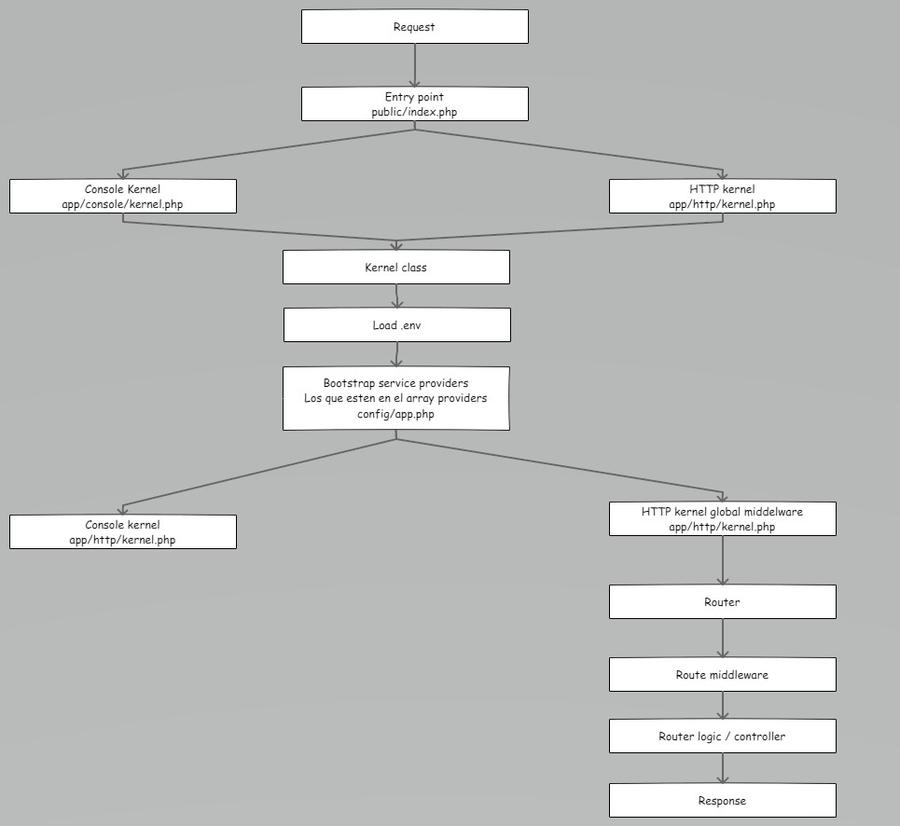 Request
Entry point
public/index.php
Console Kernel
app/console/kernel.php
HTTP kernel
app/http/kernel.php
Kernel class
Load .env
Bootstrap service providers
Los que esten en el array providers
config/app.php
Console kernel
app/http/kernel.php
HTTP kernel global middelware
app/http/kernel.php
Router
Route middleware
Router logic / controller
Response